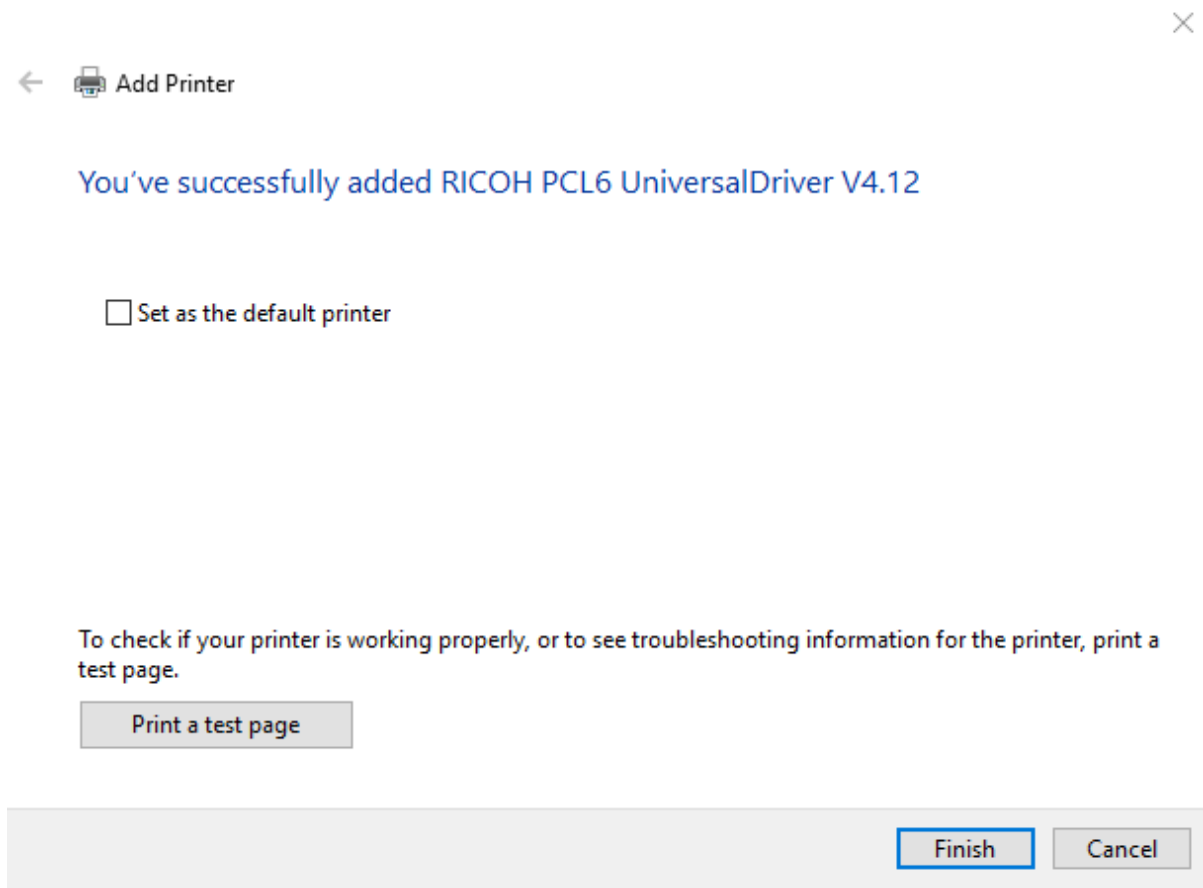 Add Printer
You've successfully added RICOH PCL6 UniversalDriver V4.12
Set as the default printer
To check if your printer is working properly, or to see troubleshooting information for the printer, print a
test page.
Print a test page
Finish Cancel